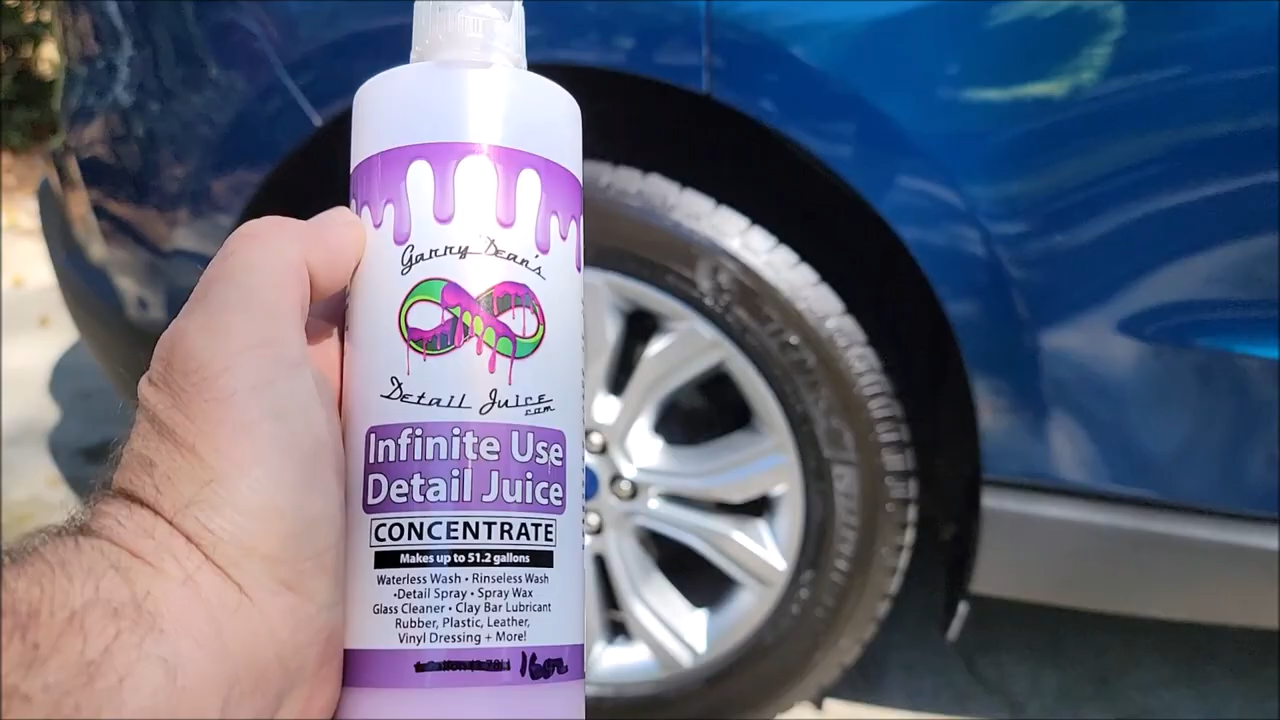 Garry Dean's
Detail Juice
.com
Infinite Use
Detail Juice
CONCENTRATE
Makes up to 51.2 gallons
Waterless Wash • Rinseless Wash
•Detail Spray • Spray Wax
Glass Cleaner • Clay Bar Lubricant
Rubber, Plastic, Leather,
Vinyl Dressing + More!
16oz